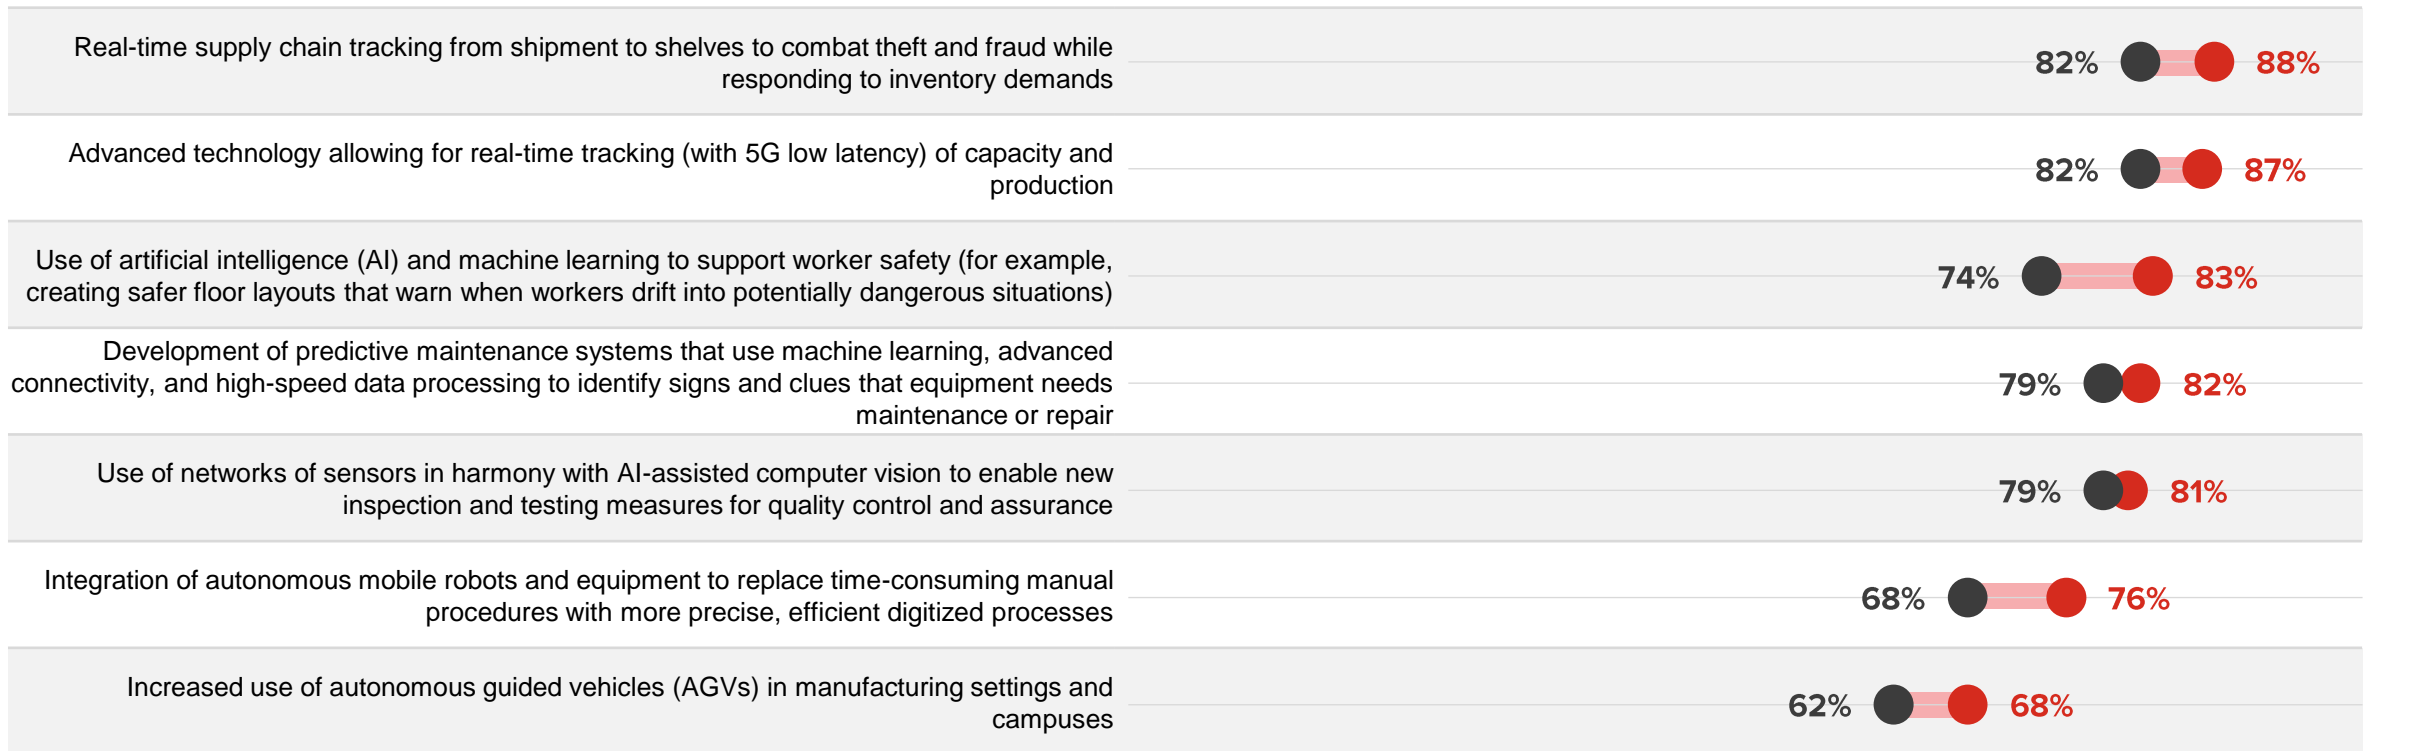 Real-time supply chain tracking from shipment to shelves to combat theft and fraud while
responding to inventory demands
82% 88%
Advanced technology allowing for real-time tracking (with 5G low latency) of capacity and
production
82% 87%
Use of artificial intelligence (AI) and machine learning to support worker safety (for example,
creating safer floor layouts that warn when workers drift into potentially dangerous situations)
74% 83%
Development of predictive maintenance systems that use machine learning, advanced
connectivity, and high-speed data processing to identify signs and clues that equipment needs
maintenance or repair
79% 82%
Use of networks of sensors in harmony with AI-assisted computer vision to enable new
inspection and testing measures for quality control and assurance
79% 81%
Integration of autonomous mobile robots and equipment to replace time-consuming manual
procedures with more precise, efficient digitized processes
68% 76%
Increased use of autonomous guided vehicles (AGVs) in manufacturing settings and
campuses
62% 68%